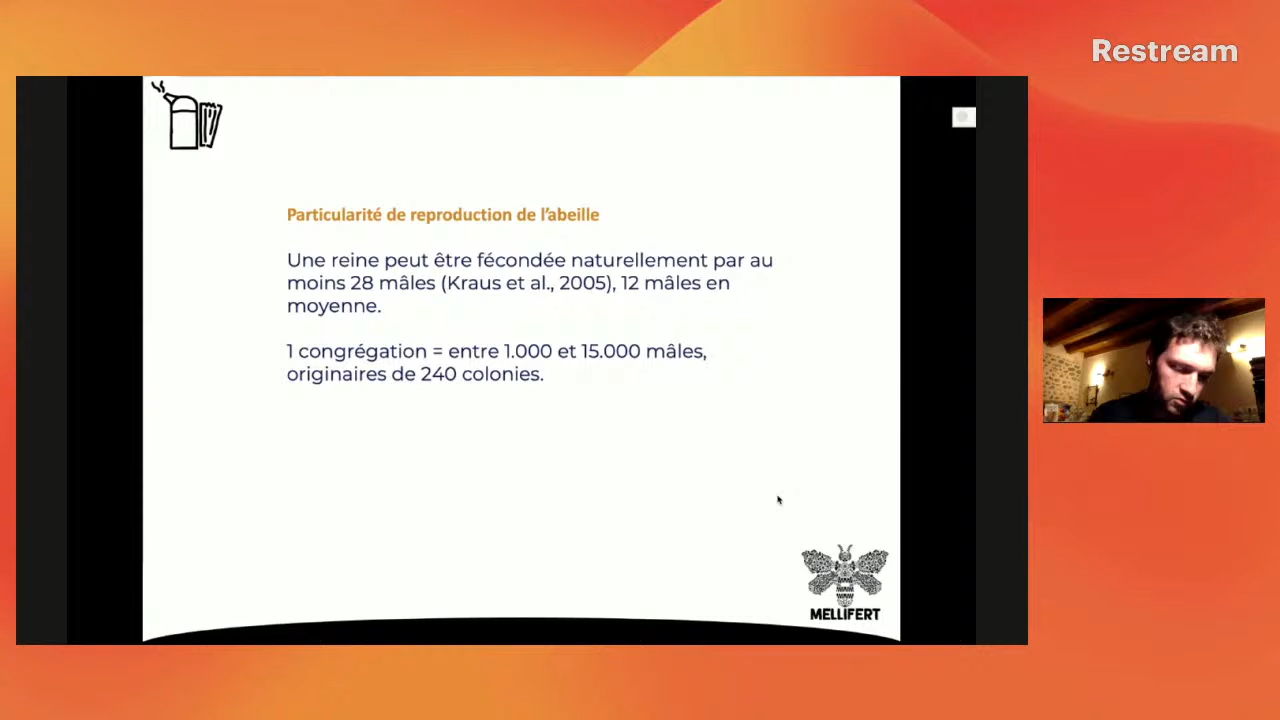 Restream
Particularité de reproduction de l'abeille
Une reine peut être fécondée naturellement par au
moins 28 mâles (Kraus et al., 2005), 12 mâles en
moyenne.
1 congrégation = entre 1.000 et 15.000 mâles,
originaires de 240 colonies.
MELLIFERT